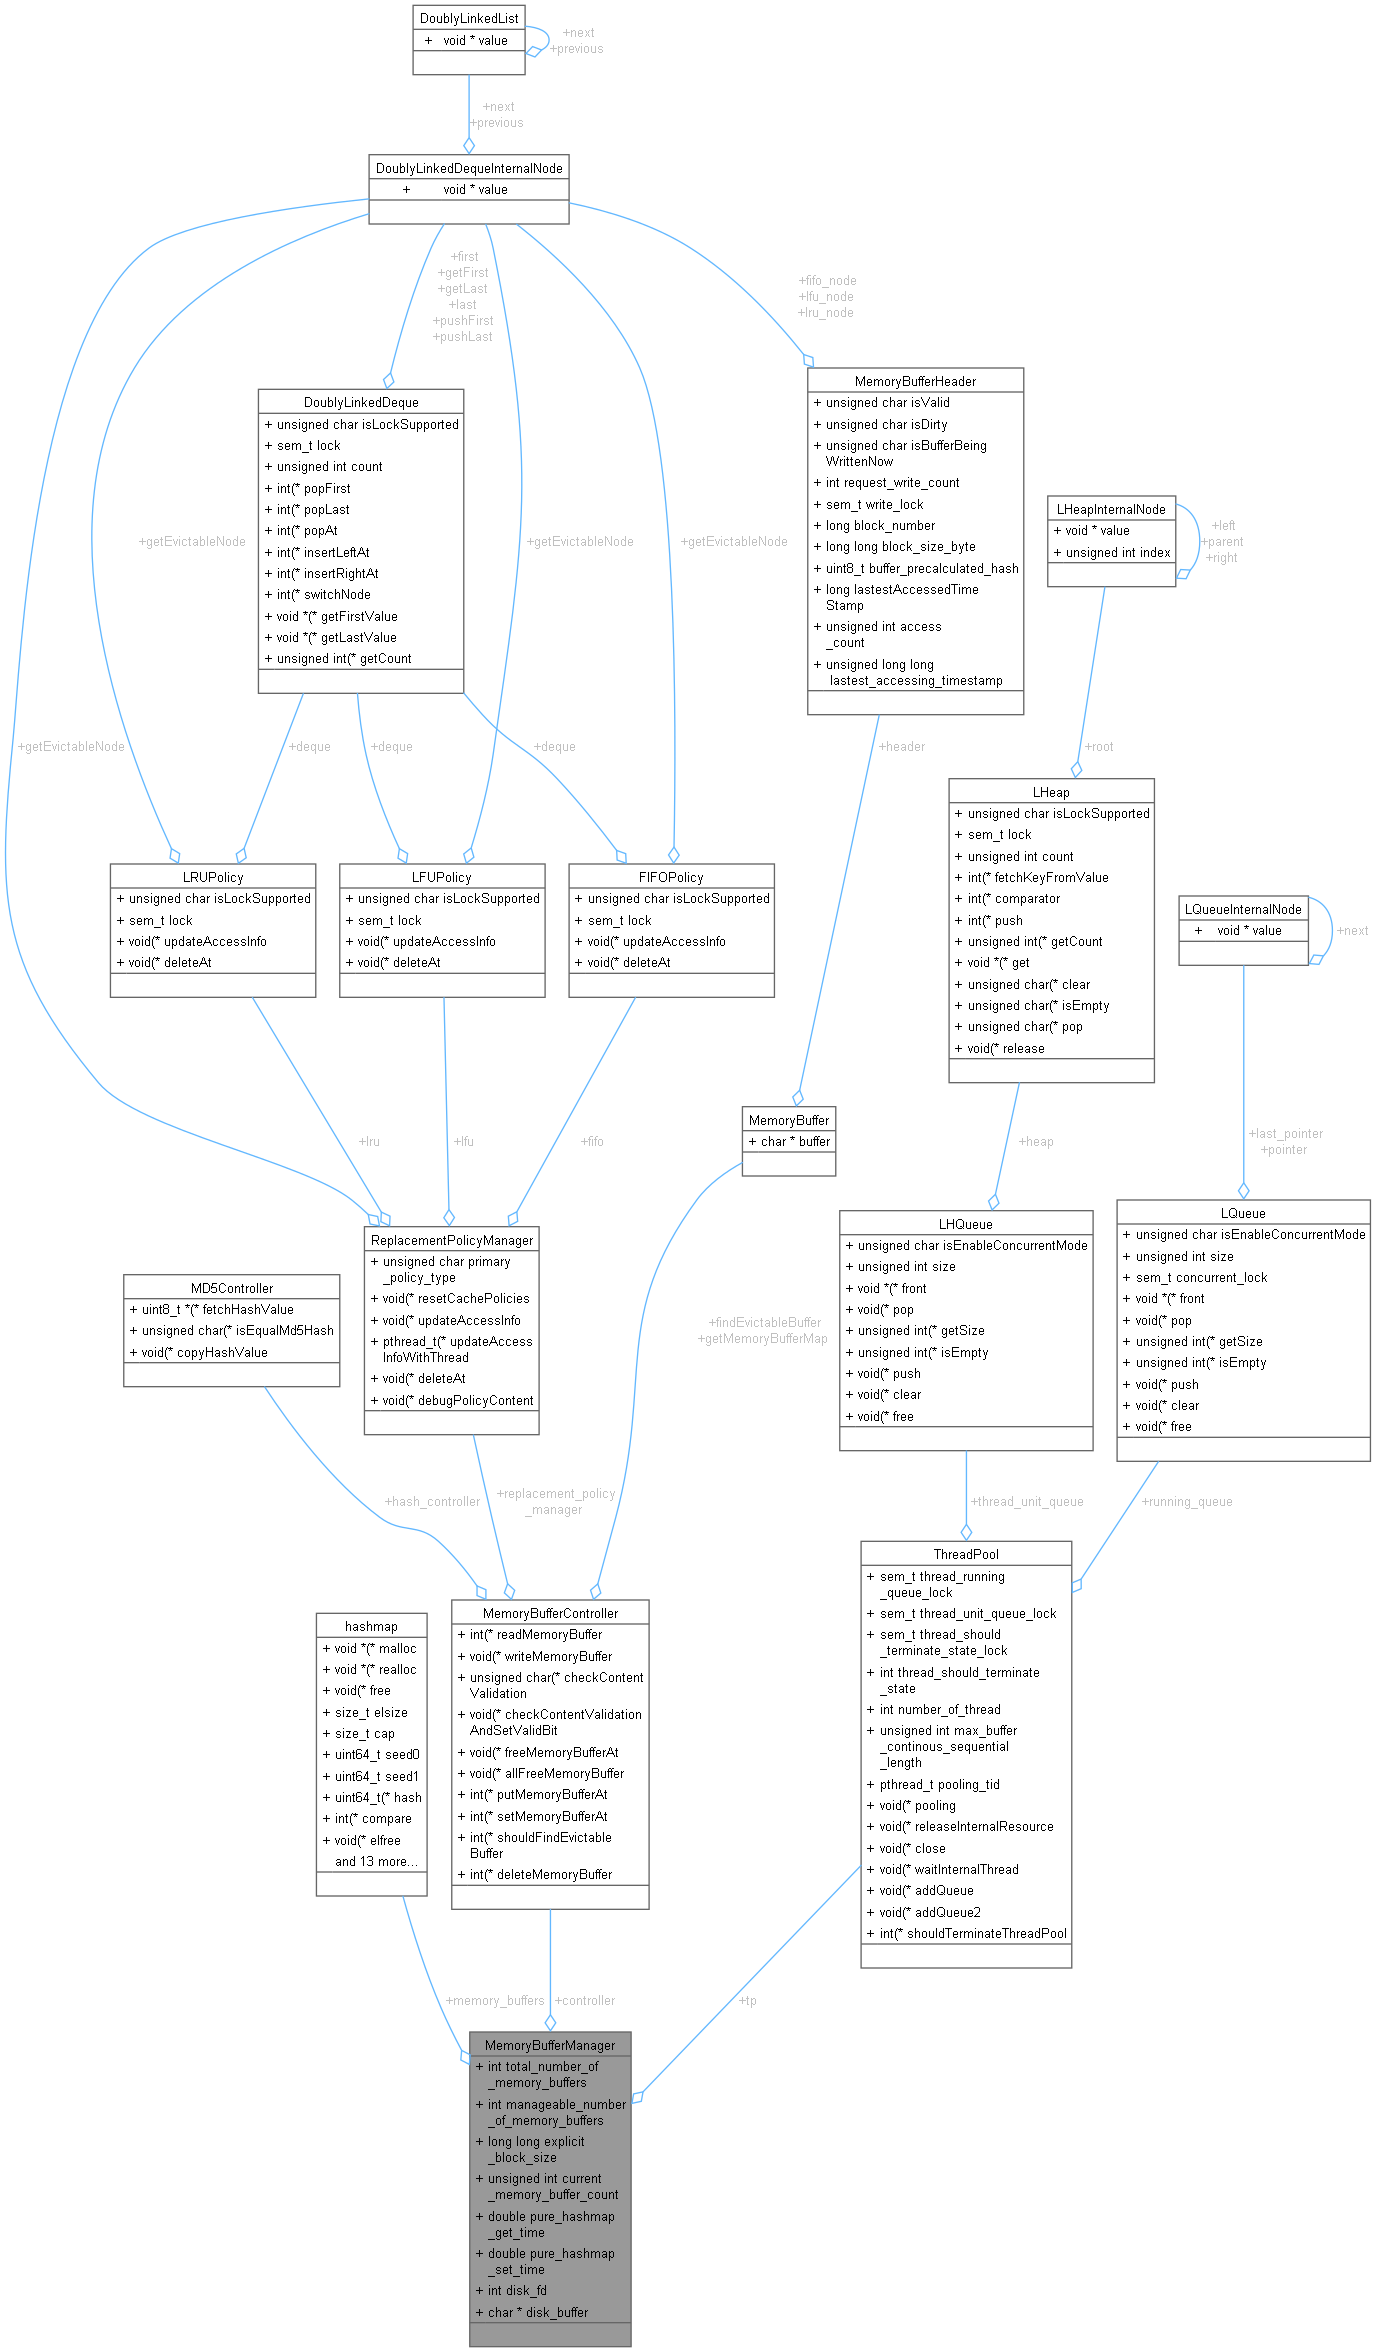 DoublyLinkedList
+ void * value
+next
+previous
+next
+previous
DoublyLinkedDequeInternalNode
+ void * value
+first
+getFirst
+getLast
+last
+pushFirst
+pushLast
+fifo_node
+lfu_node
+lru_node
DoublyLinkedDeque
+ unsigned char isLockSupported
+ sem_t lock
+ unsigned int count
+ int(* popFirst
+ int(* popLast
+ int(* popAt
+ int(* insertLeftAt
+ int(* insertRightAt
+ int(* switchNode
+ void *(* getFirstValue
+ void *(* getLastValue
+ unsigned int(* getCount
+getEvictableNode
+getEvictableNode
+getEvictableNode
MemoryBufferHeader
+ unsigned char isValid
+ unsigned char isDirty
+ unsigned char isBufferBeing
WrittenNow
+ int request_write_count
+ sem_t write_lock
+ long block_number
+ long long block_size_byte
+ uint8_t buffer_precalculated_hash
+ long lastestAccessedTime
Stamp
+ unsigned int access
_count
+ unsigned long long
_lastest_accessing_timestamp
LHeapInternalNode
+ void * value
+ unsigned int index
+left
+parent
+right
+getEvictableNode
+deque
+deque
+deque
+header
+root
LRUPolicy
+ unsigned char isLockSupported
+ sem_t lock
+ void(* updateAccessInfo
+ void(* deleteAt
LFUPolicy
+ unsigned char isLockSupported
+ sem_t lock
+ void(* updateAccessInfo
+ void(* deleteAt
FIFOPolicy
+ unsigned char isLockSupported
+ sem_t lock
+ void(* updateAccessInfo
+ void(* deleteAt
LHeap
+ unsigned char isLockSupported
+ sem_t lock
+ unsigned int count
+ int(* fetchKeyFromValue
+ int(* comparator
+ int(* push
+ unsigned int(* getCount
+ void *(* get
+ unsigned char(* clear
+ unsigned char(* isEmpty
+ unsigned char(* pop
+ void(* release
LQueueInternalNode
+ void * value
+next
+lru
+lfu
+fifo
MemoryBuffer
+ char * buffer
+heap
+last_pointer
+pointer
ReplacementPolicyManager
+ unsigned char primary
_policy_type
+ void(* resetCachePolicies
+ void(* updateAccessInfo
+ pthread_t(* updateAccess
InfoWithThread
+ void(* deleteAt
+ void(* debugPolicyContent
MD5Controller
+ uint8_t *(* fetchHashValue
+ unsigned char(* isEqualMd5Hash
+ void(* copyHashValue
+findEvictableBuffer
+getMemoryBufferMap
LHQueue
+ unsigned char isEnableConcurrentMode
+ unsigned int size
+ void *(* front
+ void(* pop
+ unsigned int(* getSize
+ unsigned int(* isEmpty
+ void(* push
+ void(* clear
+ void(* free
LQueue
+ unsigned char isEnableConcurrentMode
+ unsigned int size
+ sem_t concurrent_lock
+ void *(* front
+ void(* pop
+ unsigned int(* getSize
+ unsigned int(* isEmpty
+ void(* push
+ void(* clear
+ void(* free
+hash_controller
+replacement_policy
_manager
+thread_unit_queue
+running_queue
hashmap
+ void *(* malloc
+ void *(* realloc
+ void(* free
+ size_t elsize
+ size_t cap
+ uint64_t seed0
+ uint64_t seed1
+ uint64_t(* hash
+ int(* compare
+ void(* elfree
and 13 more...
MemoryBufferController
+ int(* readMemoryBuffer
+ void(* writeMemoryBuffer
+ unsigned char(* checkContent
Validation
+ void(* checkContentValidation
AndSetValidBit
+ void(* freeMemoryBufferAt
+ void(* allFreeMemoryBuffer
+ int(* putMemoryBufferAt
+ int(* setMemoryBufferAt
+ int(* shouldFindEvictable
Buffer
+ int(* deleteMemoryBuffer
ThreadPool
+ sem_t thread_running
_queue_lock
+ sem_t thread_unit_queue_lock
+ sem_t thread_should
_terminate_state_lock
+ int thread_should_terminate
_state
+ int number_of_thread
+ unsigned int max_buffer
_continous_sequential
_length
+ pthread_t pooling_tid
+ void(* pooling
+ void(* releaseInternalResource
+ void(* close
+ void(* waitInternalThread
+ void(* addQueue
+ void(* addQueue2
+ int(* shouldTerminateThreadPool
+memory_buffers
+controller
+tp
MemoryBufferManager
+ int total_number_of
_memory_buffers
+ int manageable_number
_of_memory_buffers
+ long long explicit
_block_size
+ unsigned int current
_memory_buffer_count
+ double pure_hashmap
_get_time
+ double pure_hashmap
_set_time
+ int disk_fd
+ char * disk_buffer